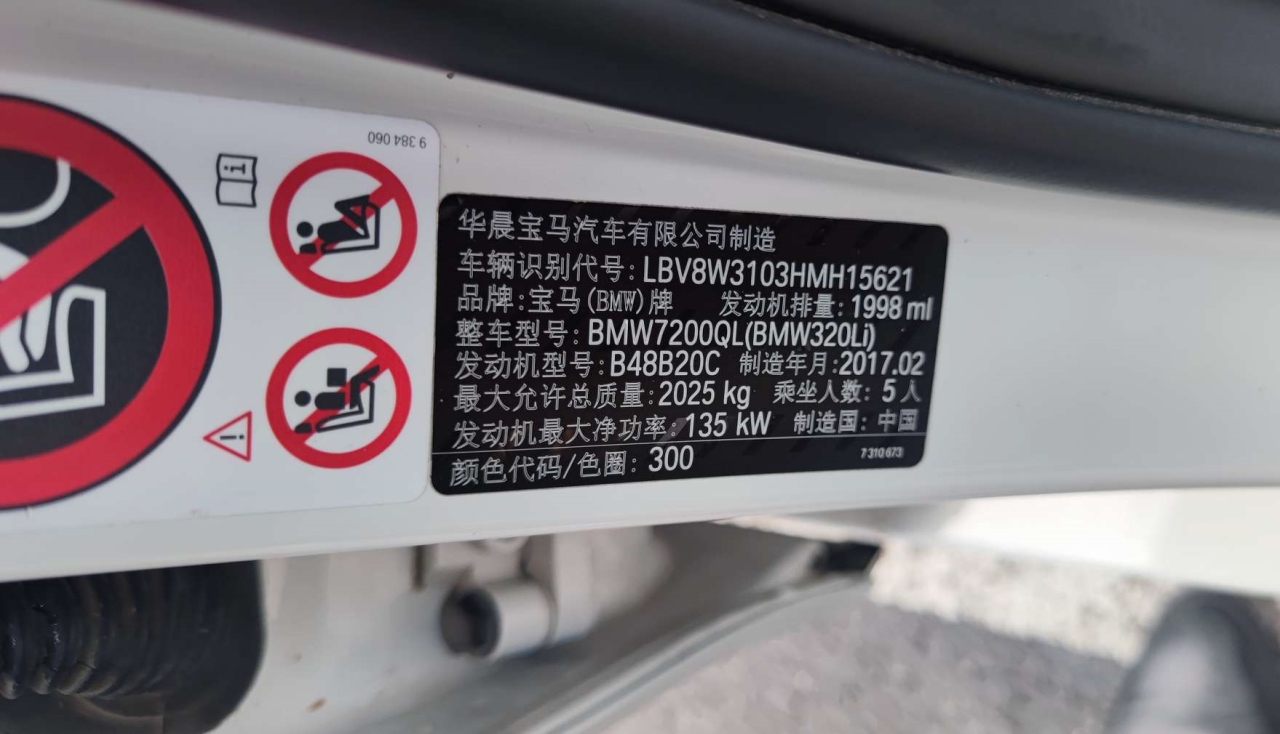 9 384 060
华晨宝马汽车有限公司制造
车辆识别代号: LBV8W3103HMH15621
品牌: 宝马(BMW)牌 发动机排量: 1998 ml
整车型号: BMW7200QL(BMW320Li)
发动机型号: B48B20C 制造年月: 2017.02
最大允许总质量: 2025 kg 乘坐人数: 5人
发动机最大净功率: 135 kW 制造国: 中国
颜色代码/色圈: 300 7 310 673